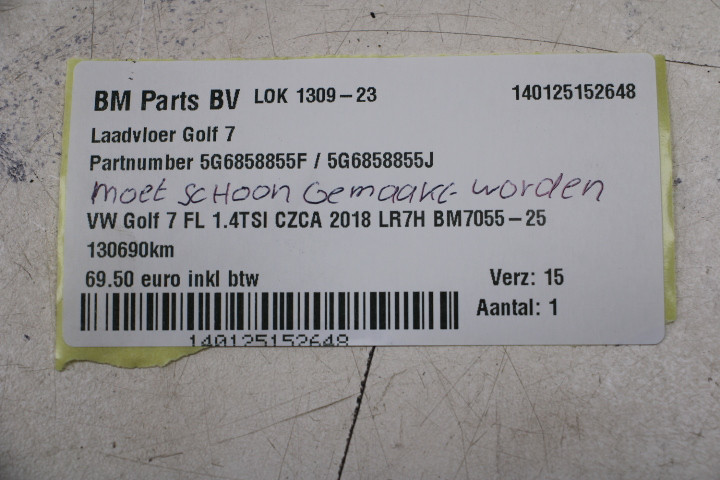 BM Parts BV LOK 1309-23 140125152648
Laadvloer Golf 7
Partnumber 5G6858855F / 5G6858855J
moet schoon gemaakt worden
VW Golf 7 FL 1.4TSI CZCA 2018 LR7H BM7055-25
130690km
69.50 euro inkl btw Verz: 15
Aantal: 1
140125152648